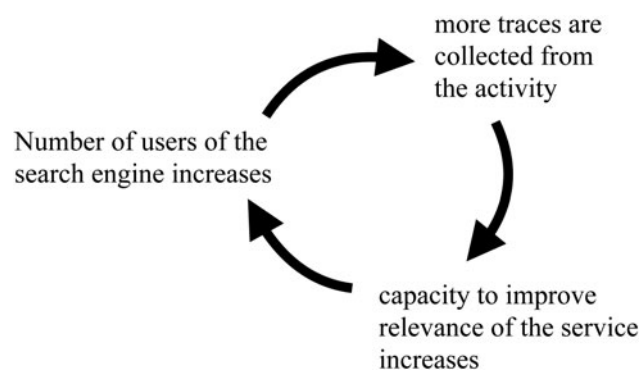 more traces are
collected from
the activity
Number of users of the
search engine increases
capacity to improve
relevance of the service
increases